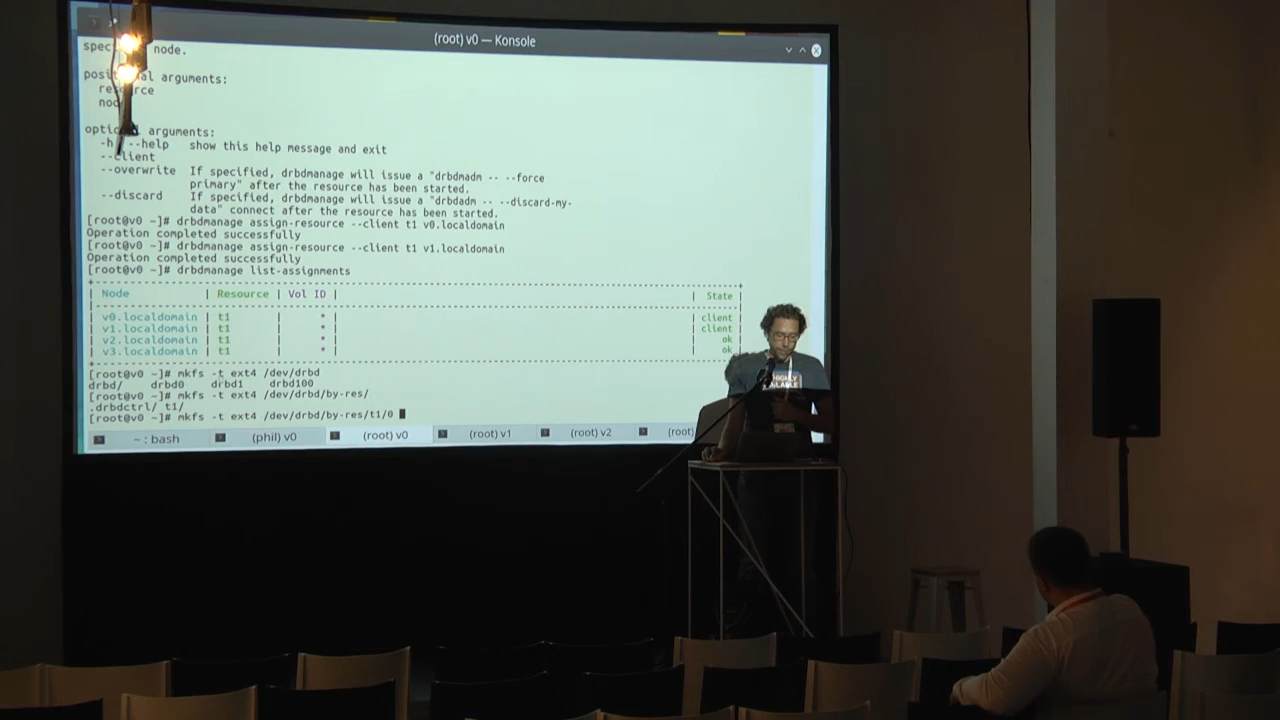 (root) v0 — Konsole
node.
arguments:
arguments:
-h --help show this help message and exit
--client
--overwrite If specified, drbdmanage will issue a "drbdmadm -- --force
primary" after the resource has been started.
--discard If specified, drbdmanage will issue a "drbdadm -- --discard-my-
data" connect after the resource has been started.
[root@v0 ~]# drbdmanage assign-resource --client t1 v0.localdomain
Operation completed successfully
[root@v0 ~]# drbdmanage assign-resource --client t1 v1.localdomain
Operation completed successfully
[root@v0 ~]# drbdmanage list-assignments
| Node | Resource | Vol ID | | State |
| v0.localdomain | t1 | * | | client |
| v1.localdomain | t1 | * | | client |
| v2.localdomain | t1 | * | | ok |
| v3.localdomain | t1 | * | | ok |
[root@v0 ~]# mkfs -t ext4 /dev/drbd
drbd/ drbd0 drbd1 drbd100
[root@v0 ~]# mkfs -t ext4 /dev/drbd/by-res/
.drbdctrl/ t1/
[root@v0 ~]# mkfs -t ext4 /dev/drbd/by-res/t1/0
~ : bash (phil) v0 (root) v0 (root) v1 (root) v2 (root)
HIGHLY